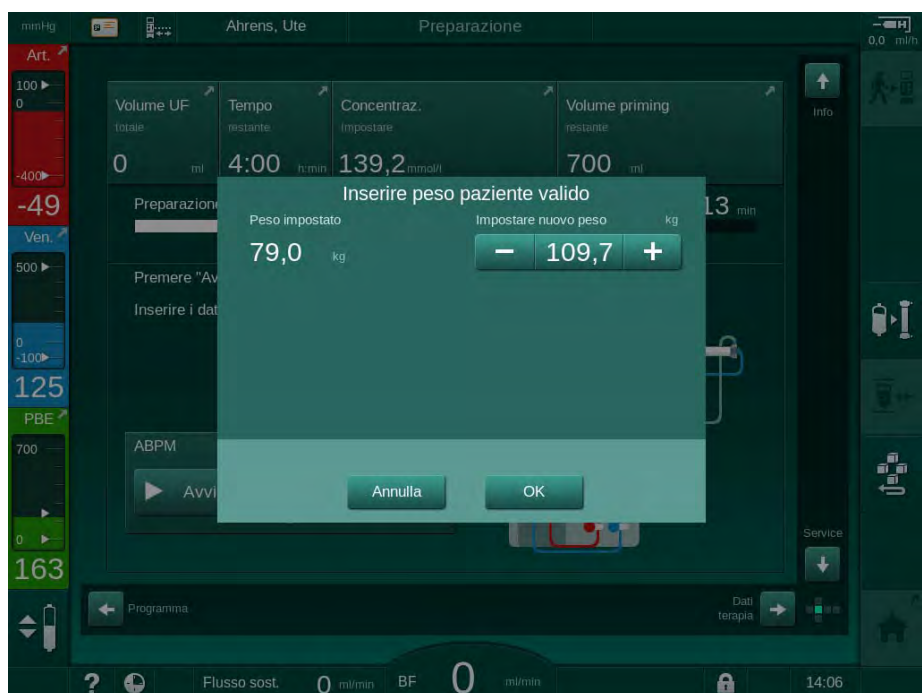 mmHg
Ahrens, Ute
Preparazione
0,0 ml/h
Art.
100
0
-400
-49
Ven.
500
0
-100
125
PBE
700
0
163
Volume UF
totale
0 ml
Tempo
restante
4:00 h:min
Concentraz.
Impostare
139,2 mmol/l
Volume priming
restante
700 ml
Info
Preparazione
13 min
Inserire peso paziente valido
Peso impostato
79,0 kg
Impostare nuovo peso kg
− 109,7 +
Premere "Av
Inserire i dat
ABPM
Avvi
Annulla
OK
Service
Programma
Dati
terapia
? Flusso sost. 0 ml/min BF 0 ml/min 14:06